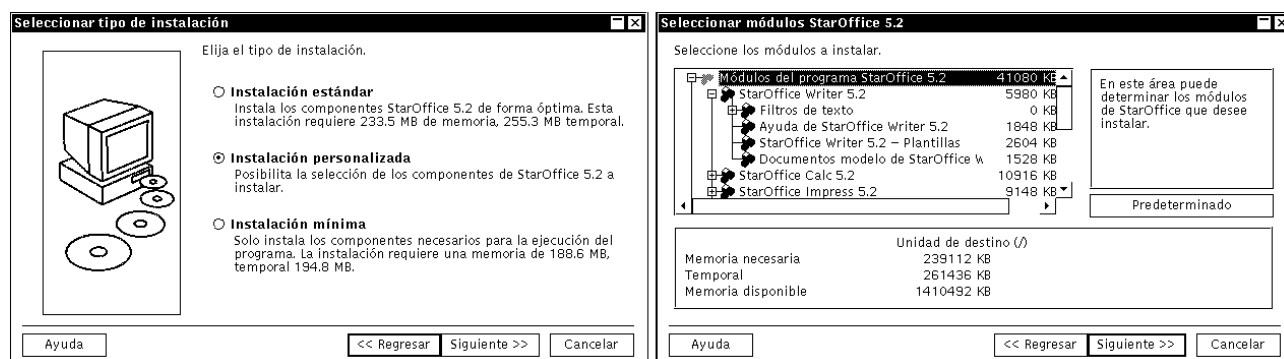 Seleccionar tipo de instalación
Elija el tipo de instalación.
Instalación estándar
Instala los componentes StarOffice 5.2 de forma óptima. Esta
instalación requiere 233.5 MB de memoria, 255.3 MB temporal.
Instalación personalizada
Posibilita la selección de los componentes de StarOffice 5.2 a
instalar.
Instalación mínima
Solo instala los componentes necesarios para la ejecución del
programa. La instalación requiere una memoria de 188.6 MB,
temporal 194.8 MB.
Ayuda
<< Regresar
Siguiente >>
Cancelar
Seleccionar módulos StarOffice 5.2
Seleccione los módulos a instalar.
Módulos del programa StarOffice 5.2 41080 KB
StarOffice Writer 5.2 5980 KB
Filtros de texto 0 KB
Ayuda de StarOffice Writer 5.2 1848 KB
StarOffice Writer 5.2 – Plantillas 2604 KB
Documentos modelo de StarOffice W 1528 KB
StarOffice Calc 5.2 10916 KB
StarOffice Impress 5.2 9148 KB
En este área puede
determinar los módulos
de StarOffice que desee
instalar.
Predeterminado
Unidad de destino (/)
Memoria necesaria 239112 KB
Temporal 261436 KB
Memoria disponible 1410492 KB
Ayuda
<< Regresar
Siguiente >>
Cancelar